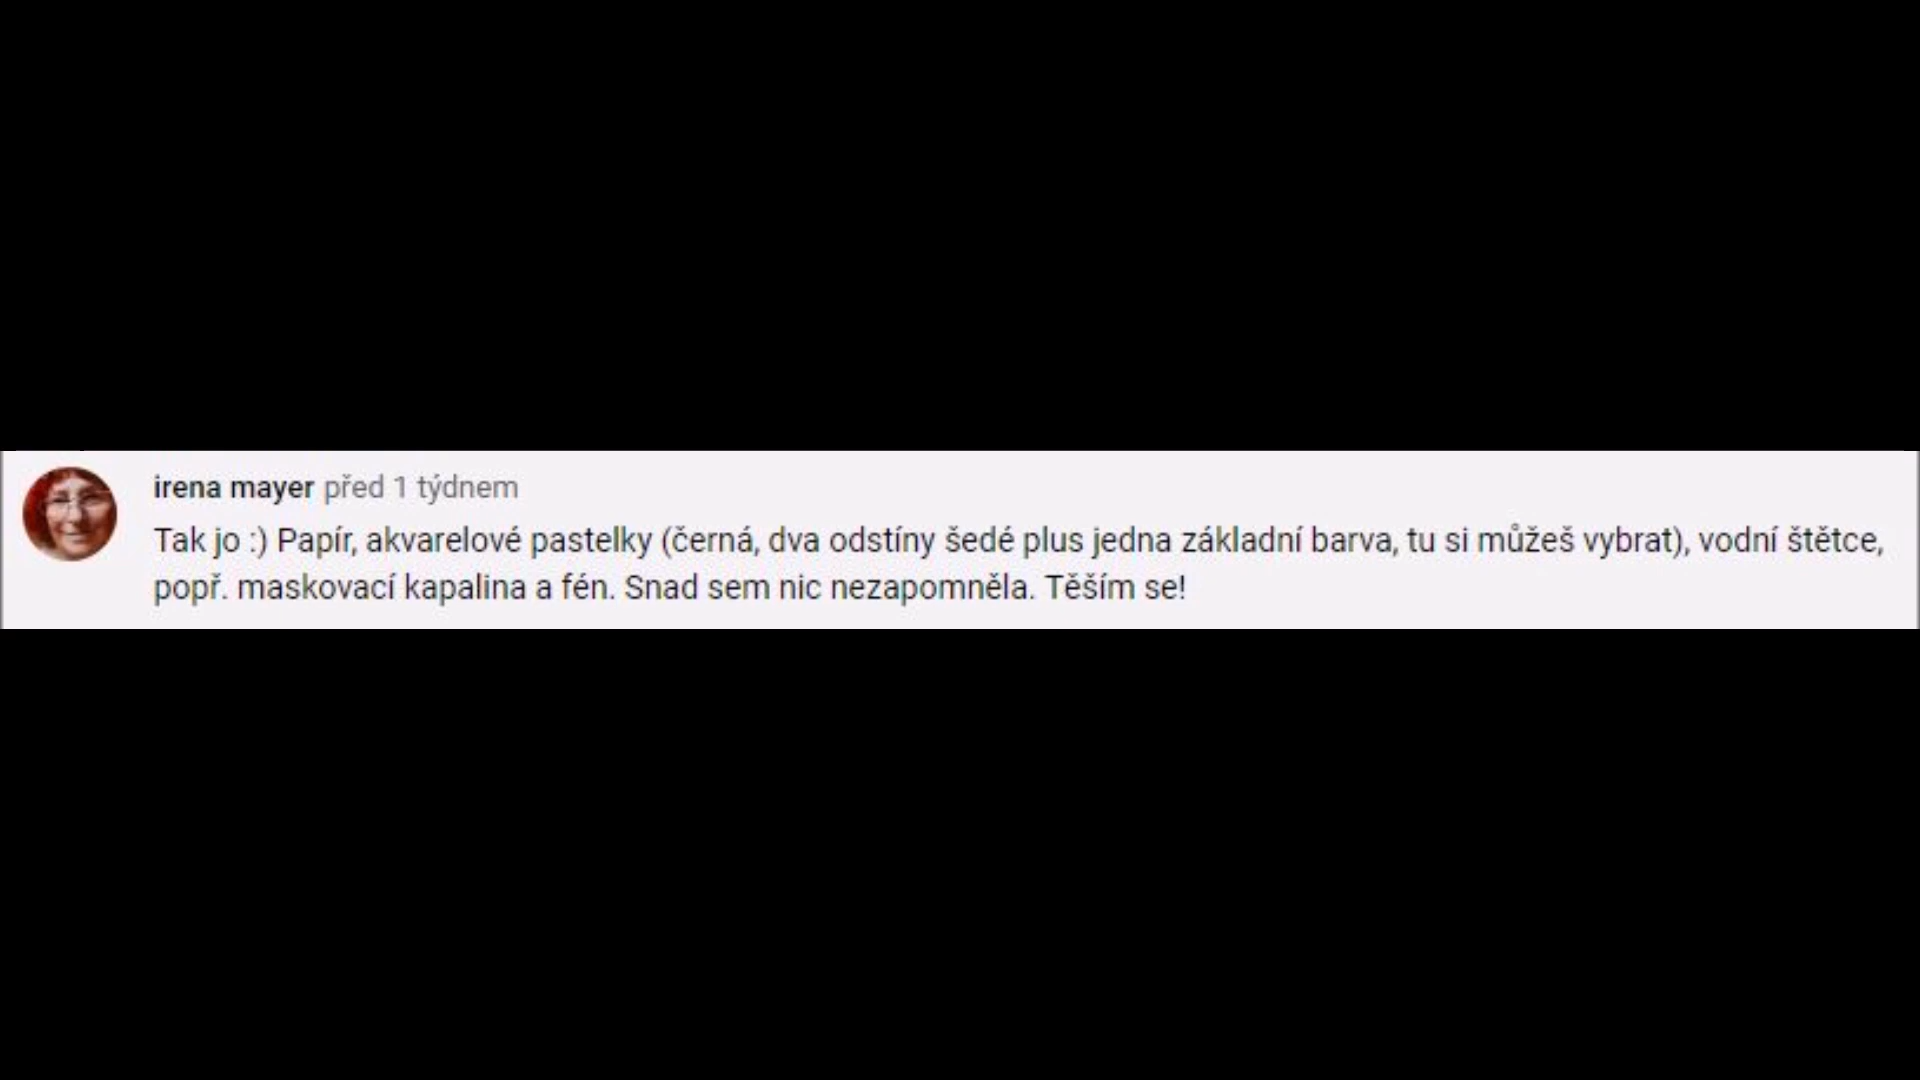 irena mayer před 1 týdnem
Tak jo :) Papír, akvarelové pastelky (černá, dva odstíny šedé plus jedna základní barva, tu si můžeš vybrat), vodní štětce,
popř. maskovací kapalina a fén. Snad sem nic nezapomněla. Těším se!